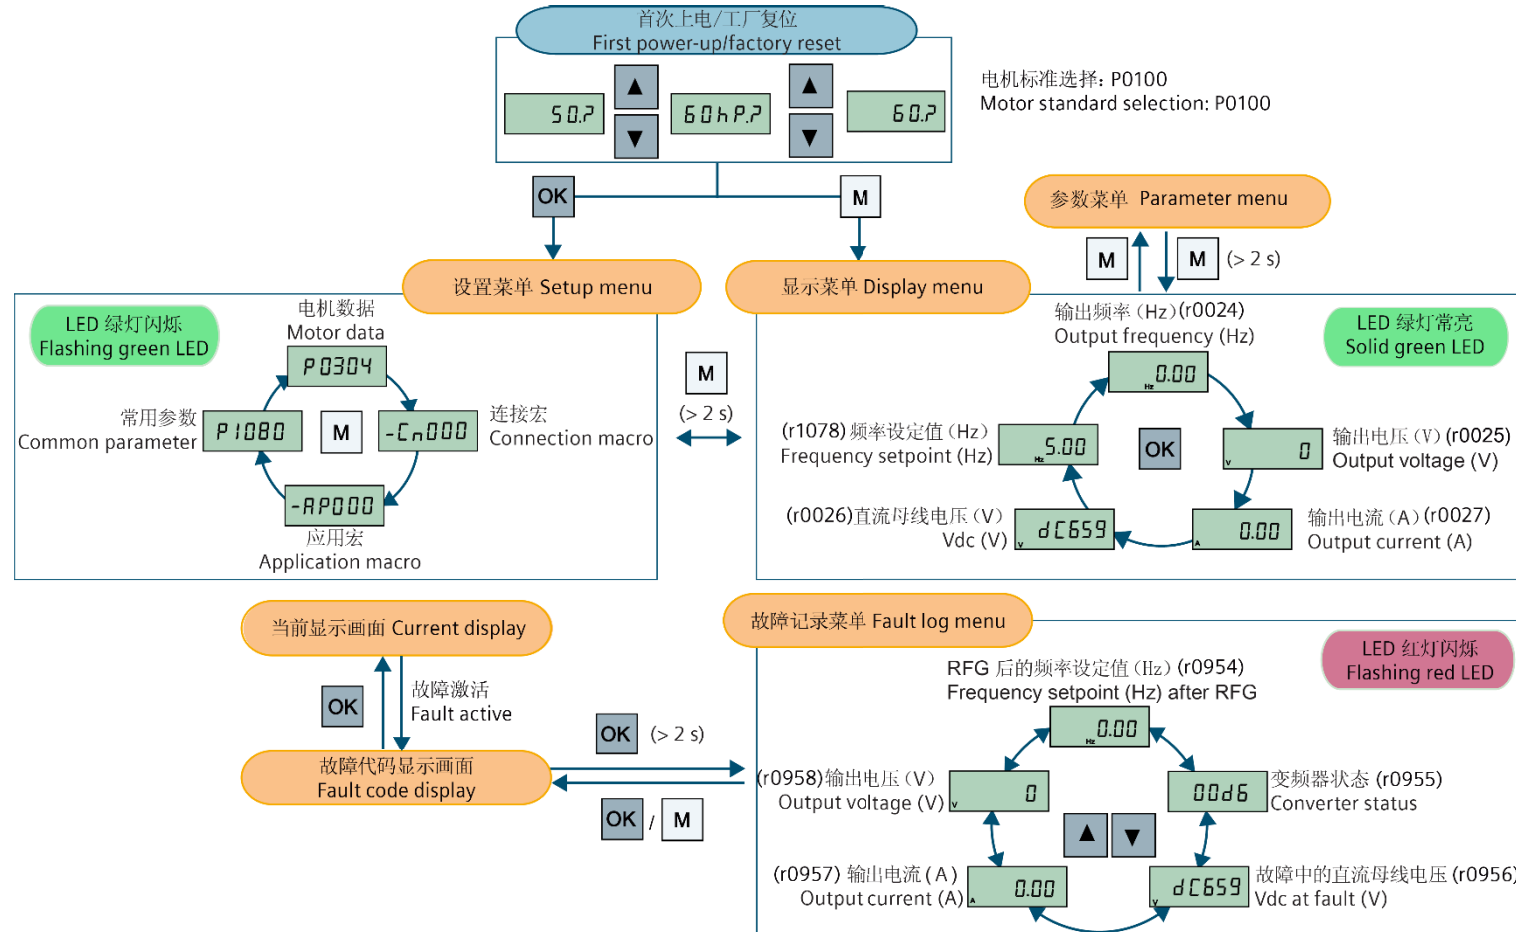 首次上电/工厂复位
First power-up/factory reset
50.?
▲
▼
60hP.?
▲
▼
60.?
电机标准选择: P0100
Motor standard selection: P0100
OK
M
参数菜单 Parameter menu
M
M (> 2 s)
设置菜单 Setup menu
显示菜单 Display menu
LED 绿灯闪烁
Flashing green LED
电机数据
Motor data
P0304
常用参数
Common parameter
P1080
M
-Cn000
连接宏
Connection macro
-AP000
应用宏
Application macro
M
(> 2 s)
输出频率(Hz)(r0024)
Output frequency (Hz)
Hz 0.00
LED 绿灯常亮
Solid green LED
(r1078) 频率设定值(Hz)
Frequency setpoint (Hz)
Hz 5.00
OK
V 0
输出电压(V)(r0025)
Output voltage (V)
(r0026)直流母线电压(V)
Vdc (V)
V dC659
A 0.00
输出电流(A)(r0027)
Output current (A)
当前显示画面 Current display
OK
故障激活
Fault active
故障代码显示画面
Fault code display
OK (> 2 s)
OK / M
故障记录菜单 Fault log menu
LED 红灯闪烁
Flashing red LED
RFG 后的频率设定值(Hz) (r0954)
Frequency setpoint (Hz) after RFG
Hz 0.00
(r0958)输出电压(V)
Output voltage (V)
V 0
00d6
变频器状态 (r0955)
Converter status
▲ ▼
(r0957) 输出电流(A)
Output current (A)
A 0.00
V dC659
故障中的直流母线电压 (r0956)
Vdc at fault (V)